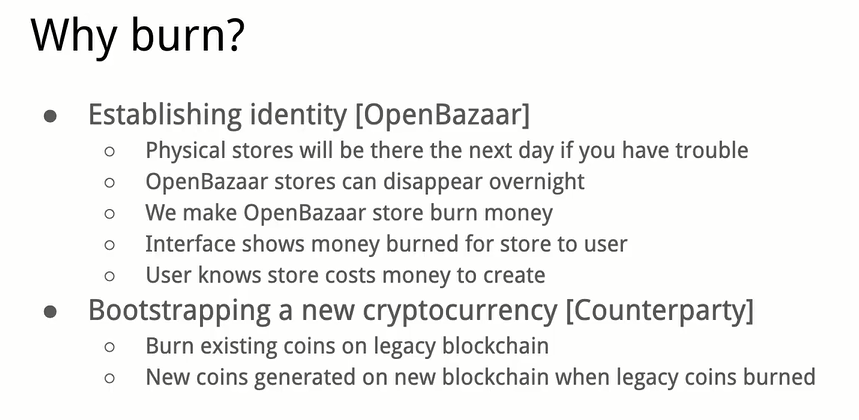 Why burn?
● Establishing identity [OpenBazaar]
○ Physical stores will be there the next day if you have trouble
○ OpenBazaar stores can disappear overnight
○ We make OpenBazaar store burn money
○ Interface shows money burned for store to user
○ User knows store costs money to create
● Bootstrapping a new cryptocurrency [Counterparty]
○ Burn existing coins on legacy blockchain
○ New coins generated on new blockchain when legacy coins burned